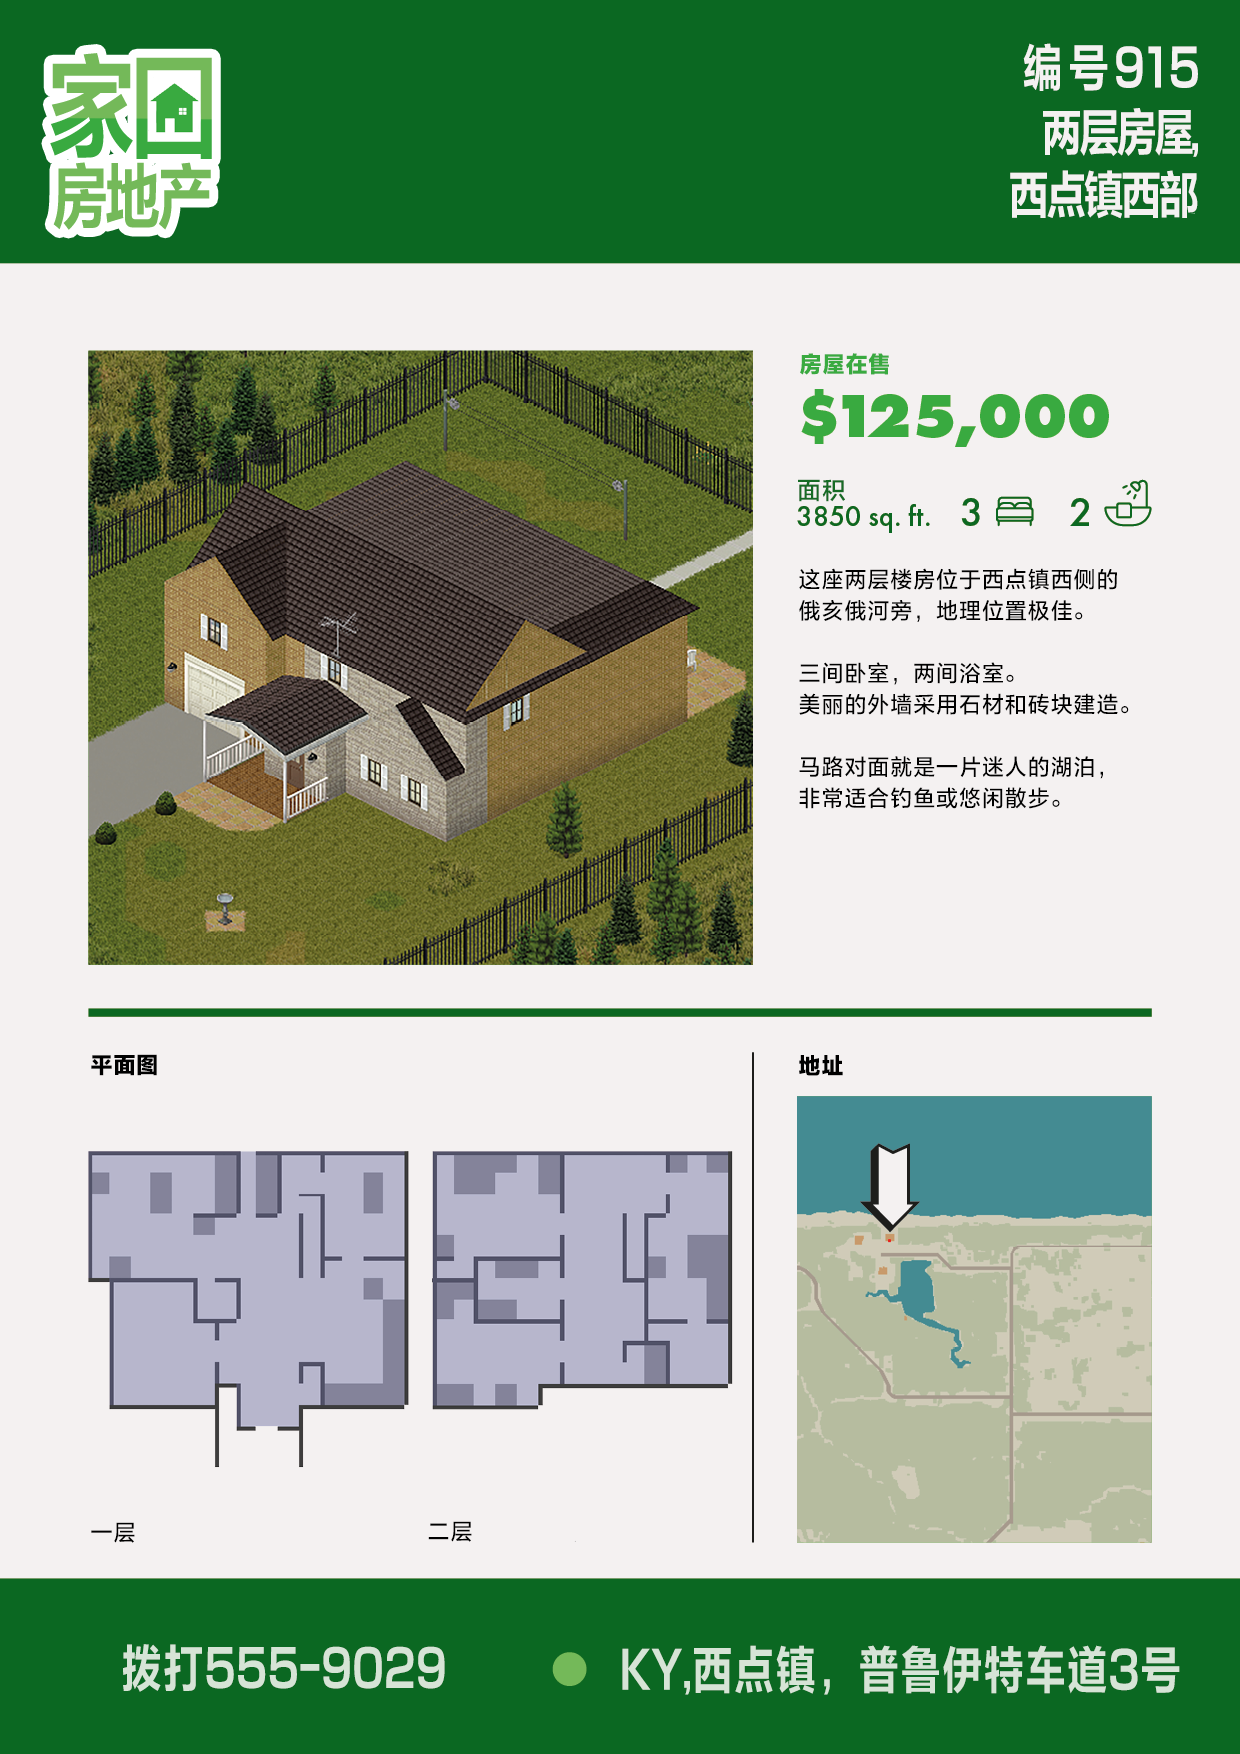 家园
房地产
编号915
两层房屋,
西点镇西部
房屋在售
$125,000
面积
3850 sq. ft.
3
2
这座两层楼房位于西点镇西侧的
俄亥俄河旁，地理位置极佳。
三间卧室，两间浴室。
美丽的外墙采用石材和砖块建造。
马路对面就是一片迷人的湖泊，
非常适合钓鱼或悠闲散步。
平面图
地址
一层
二层
拨打555-9029
KY,西点镇，普鲁伊特车道3号